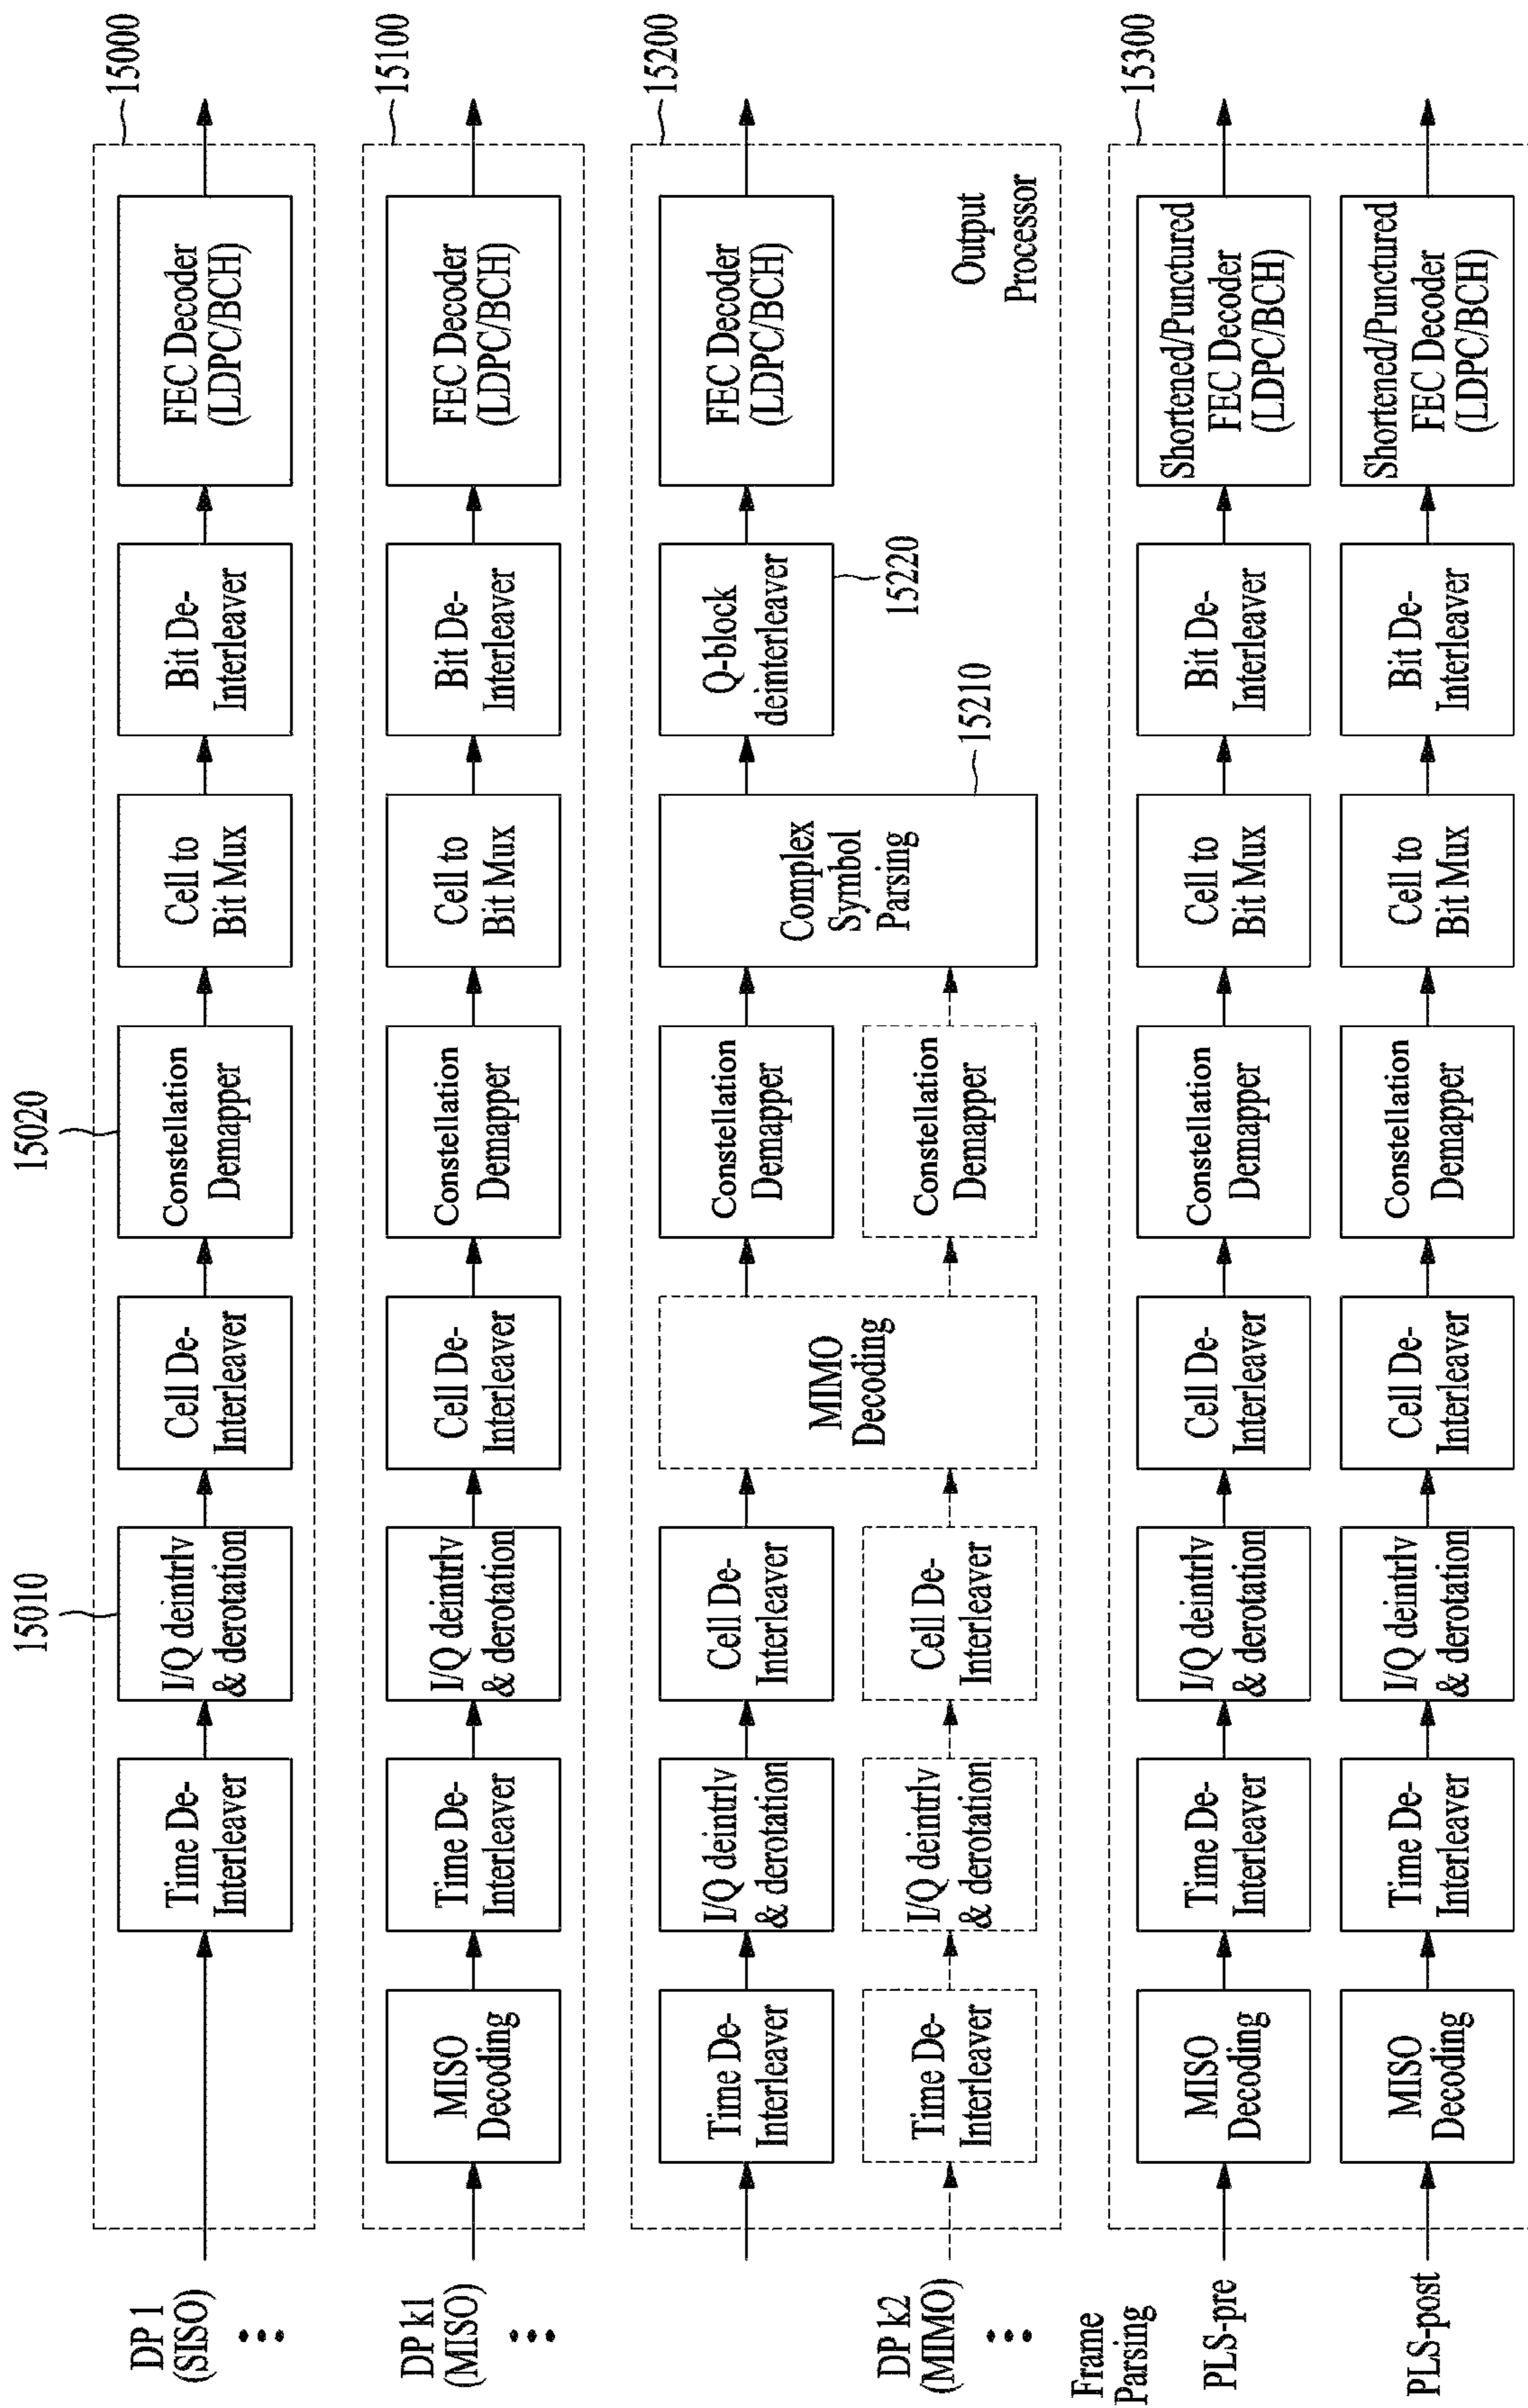 15010
15020
15000
DP 1
(SISO)
Time De-
Interleaver
I/Q deintrlv
& derotation
Cell De-
Interleaver
Constellation
Demapper
Cell to
Bit Mux
Bit De-
Interleaver
FEC Decoder
(LDPC/BCH)
15100
DP k1
(MISO)
MISO
Decoding
Time De-
Interleaver
I/Q deintrlv
& derotation
Cell De-
Interleaver
Constellation
Demapper
Cell to
Bit Mux
Bit De-
Interleaver
FEC Decoder
(LDPC/BCH)
15200
Time De-
Interleaver
I/Q deintrlv
& derotation
Cell De-
Interleaver
MIMO
Decoding
Constellation
Demapper
Complex
Symbol
Parsing
Q-block
deinterleaver
FEC Decoder
(LDPC/BCH)
15220
15210
DP k2
(MIMO)
Time De-
Interleaver
I/Q deintrlv
& derotation
Cell De-
Interleaver
Constellation
Demapper
Output
Processor
Frame
Parsing
15300
PLS-pre
MISO
Decoding
Time De-
Interleaver
I/Q deintrlv
& derotation
Cell De-
Interleaver
Constellation
Demapper
Cell to
Bit Mux
Bit De-
Interleaver
Shortened/Punctured
FEC Decoder
(LDPC/BCH)
PLS-post
MISO
Decoding
Time De-
Interleaver
I/Q deintrlv
& derotation
Cell De-
Interleaver
Constellation
Demapper
Cell to
Bit Mux
Bit De-
Interleaver
Shortened/Punctured
FEC Decoder
(LDPC/BCH)